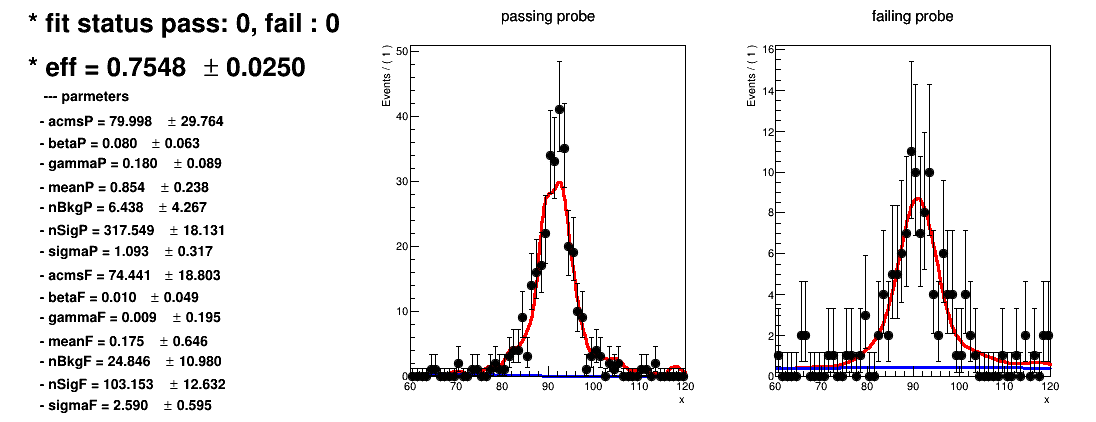 * fit status pass: 0, fail : 0
* eff = 0.7548 ± 0.0250
--- parmeters
- acmsP = 79.998 ± 29.764
- betaP = 0.080 ± 0.063
- gammaP = 0.180 ± 0.089
- meanP = 0.854 ± 0.238
- nBkgP = 6.438 ± 4.267
- nSigP = 317.549 ± 18.131
- sigmaP = 1.093 ± 0.317
- acmsF = 74.441 ± 18.803
- betaF = 0.010 ± 0.049
- gammaF = 0.009 ± 0.195
- meanF = 0.175 ± 0.646
- nBkgF = 24.846 ± 10.980
- nSigF = 103.153 ± 12.632
- sigmaF = 2.590 ± 0.595
passing probe
Events / ( 1 )
50
40
30
20
10
0
60 70 80 90 100 110 120
x
failing probe
Events / ( 1 )
16
14
12
10
8
6
4
2
0
60 70 80 90 100 110 120
x